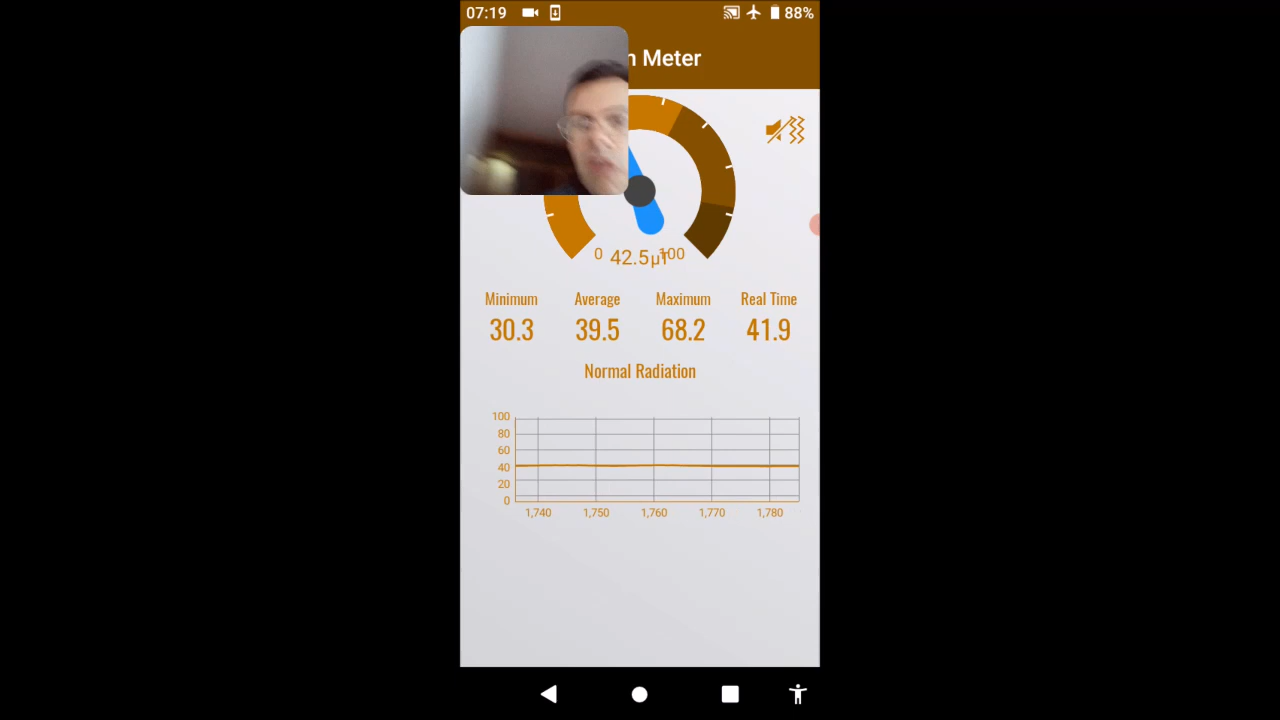 07:19 88%
n Meter
0 42.5µT 100
Minimum Average Maximum Real Time
30.3 39.5 68.2 41.9
Normal Radiation
100
80
60
40
20
0
1,740 1,750 1,760 1,770 1,780